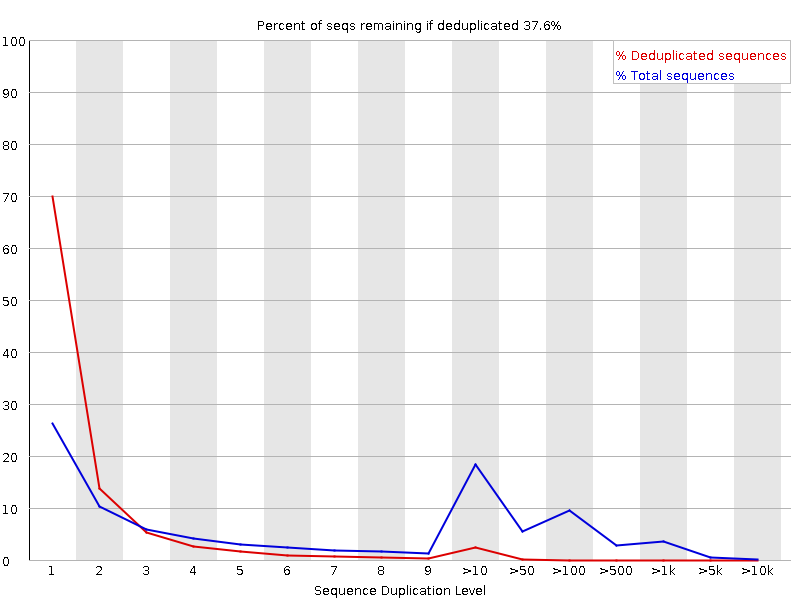 Percent of seqs remaining if deduplicated 37.6%
% Deduplicated sequences
% Total sequences
100
90
80
70
60
50
40
30
20
10
0
1 2 3 4 5 6 7 8 9 >10 >50 >100 >500 >1k >5k >10k
Sequence Duplication Level